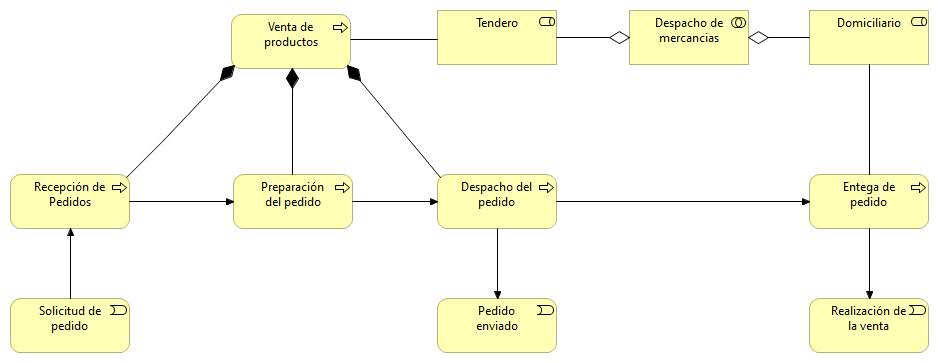 Venta de
productos
Tendero
Despacho de
mercancias
Domiciliario
Recepción de
Pedidos
Preparación
del pedido
Despacho del
pedido
Entega de
pedido
Solicitud de
pedido
Pedido
enviado
Realización de
la venta